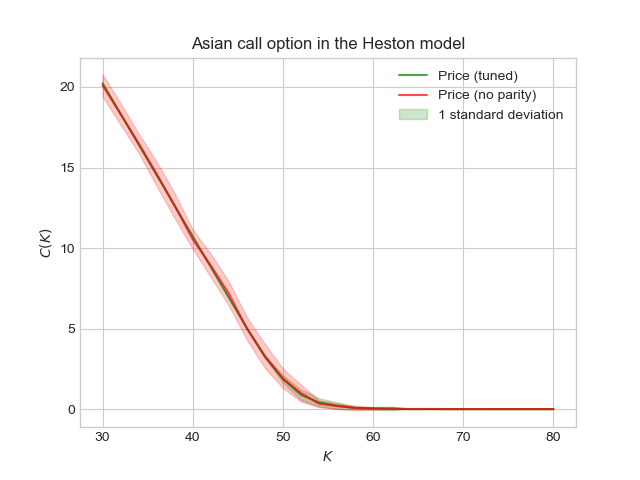 Asian call option in the Heston model
Price (tuned)
Price (no parity)
1 standard deviation
C(K)
20
15
10
5
0
30 40 50 60 70 80
K